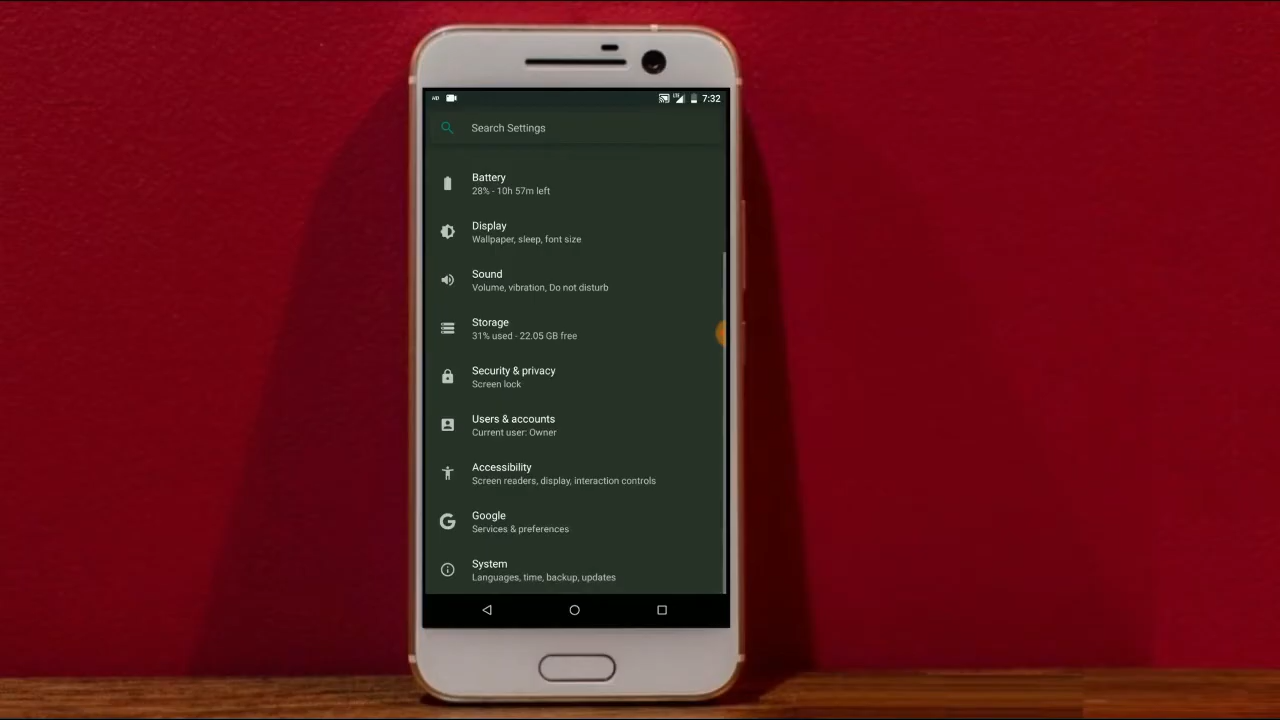 HD
LTE
7:32
Search Settings
Battery
28% - 10h 57m left
Display
Wallpaper, sleep, font size
Sound
Volume, vibration, Do not disturb
Storage
31% used - 22.05 GB free
Security & privacy
Screen lock
Users & accounts
Current user: Owner
Accessibility
Screen readers, display, interaction controls
Google
Services & preferences
System
Languages, time, backup, updates